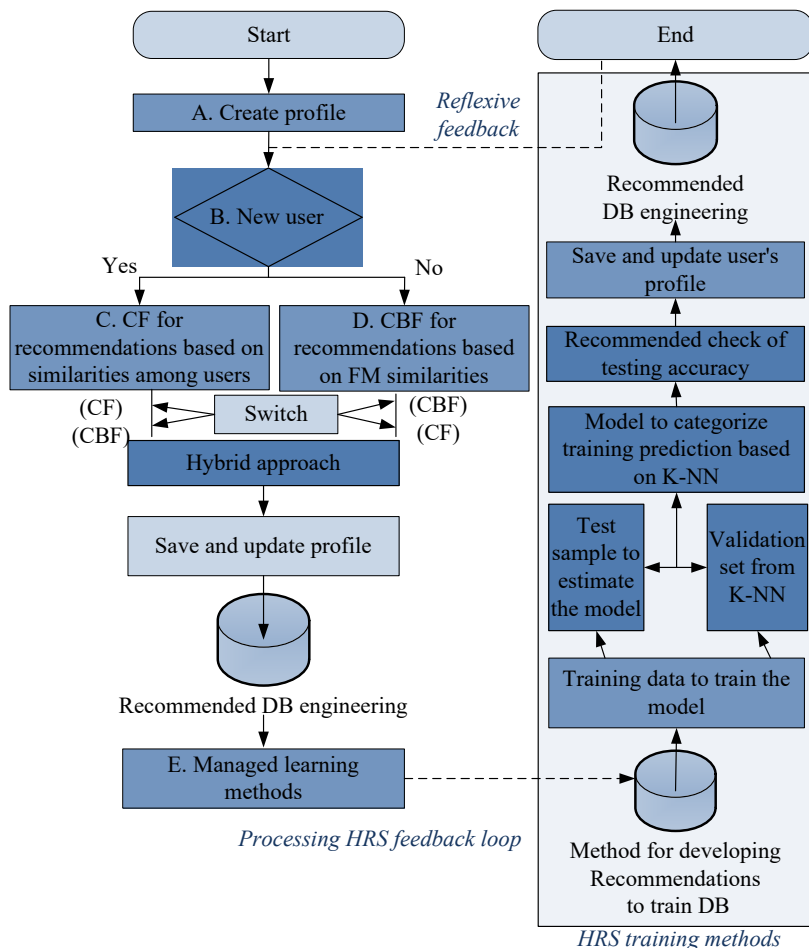 Start
A. Create profile
B. New user
Yes
No
C. CF for
recommendations based on
similarities among users
D. CBF for
recommendations based
on FM similarities
(CF)
(CBF)
Switch
(CBF)
(CF)
Hybrid approach
Save and update profile
Recommended DB engineering
E. Managed learning
methods
Processing HRS feedback loop
Reflexive
feedback
End
Recommended
DB engineering
Save and update user's
profile
Recommended check of
testing accuracy
Model to categorize
training prediction based
on K-NN
Test
sample to
estimate
the model
Validation
set from
K-NN
Training data to train the
model
Method for developing
Recommendations
to train DB
HRS training methods